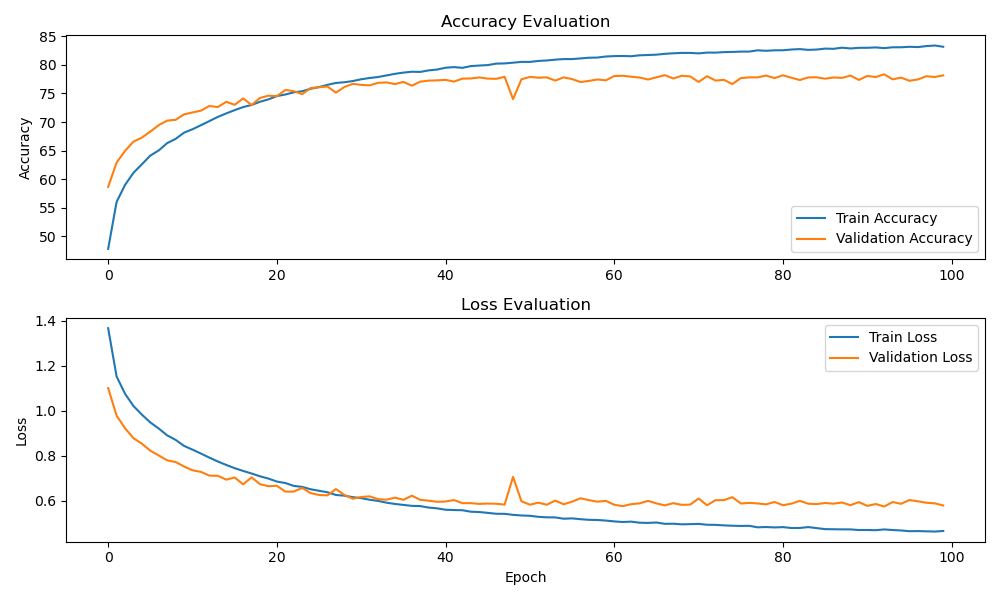 Accuracy Evaluation
85
80
75
70
65
60
55
50
Accuracy
Train Accuracy
Validation Accuracy
0 20 40 60 80 100
Loss Evaluation
1.4
1.2
1.0
0.8
0.6
Loss
Train Loss
Validation Loss
0 20 40 60 80 100
Epoch